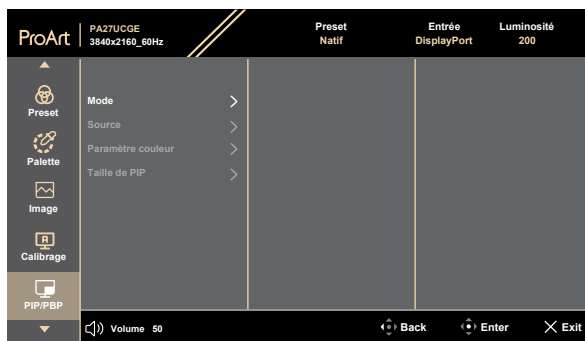 ProArt
PA27UCGE
3840x2160_60Hz
Preset
Natif
Entrée
DisplayPort
Luminosité
200
Preset
Palette
Image
Calibrage
PIP/PBP
Mode
Source
Paramètre couleur
Taille de PIP
Volume 50
Back
Enter
Exit